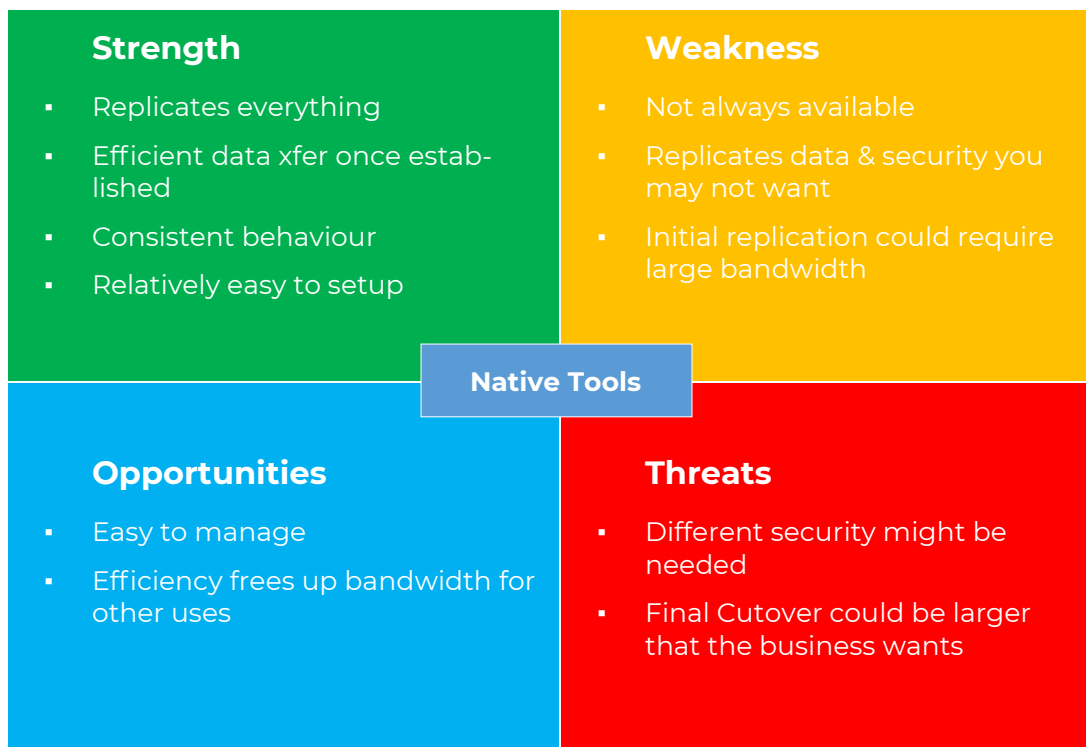 Strength
▪ Replicates everything
▪ Efficient data xfer once estab-
lished
▪ Consistent behaviour
▪ Relatively easy to setup
Weakness
▪ Not always available
▪ Replicates data & security you
may not want
▪ Initial replication could require
large bandwidth
Native Tools
Opportunities
▪ Easy to manage
▪ Efficiency frees up bandwidth for
other uses
Threats
▪ Different security might be
needed
▪ Final Cutover could be larger
that the business wants